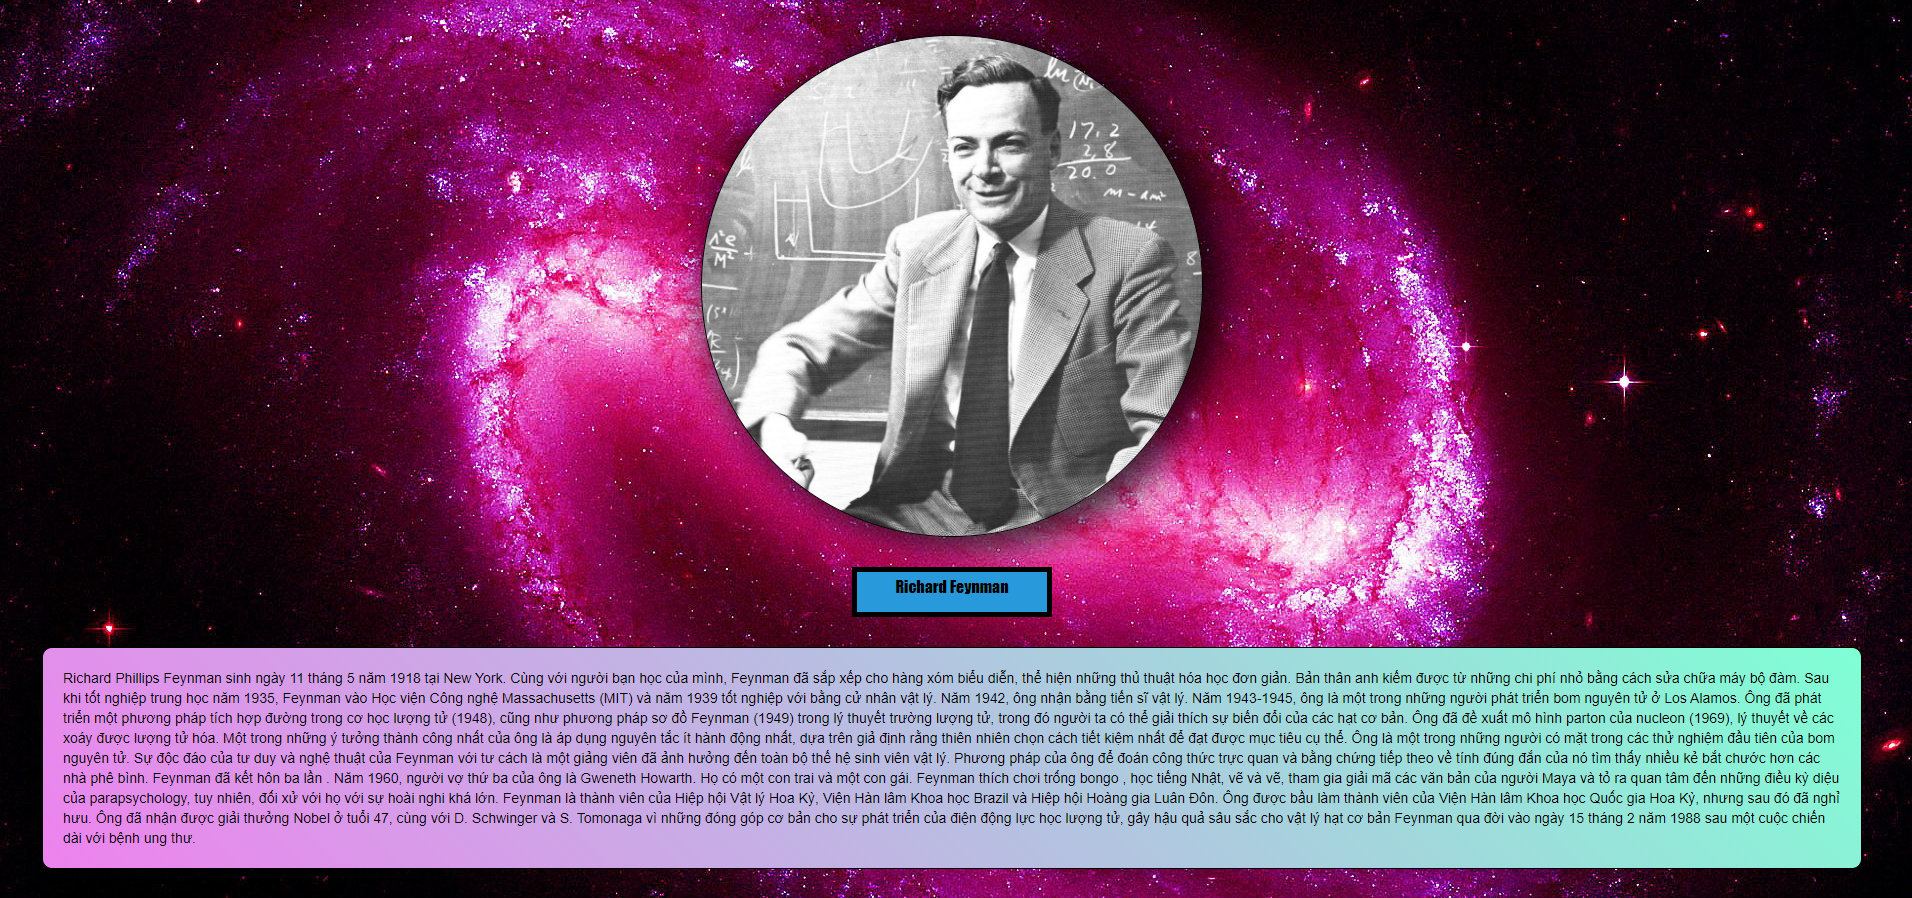 ln (
17.2
2,8
20.0
m - am²
Λ²e
M²
+
8
Richard Feynman
Richard Phillips Feynman sinh ngày 11 tháng 5 năm 1918 tại New York. Cùng với người bạn học của mình, Feynman đã sắp xếp cho hàng xóm biểu diễn, thể hiện những thủ thuật hóa học đơn giản. Bản thân anh kiếm được từ những chi phí nhỏ bằng cách sửa chữa máy bộ đàm. Sau
khi tốt nghiệp trung học năm 1935, Feynman vào Học viện Công nghệ Massachusetts (MIT) và năm 1939 tốt nghiệp với bằng cử nhân vật lý. Năm 1942, ông nhận bằng tiến sĩ vật lý. Năm 1943-1945, ông là một trong những người phát triển bom nguyên tử ở Los Alamos. Ông đã phát
triển một phương pháp tích hợp đường trong cơ học lượng tử (1948), cũng như phương pháp sơ đồ Feynman (1949) trong lý thuyết trường lượng tử, trong đó người ta có thể giải thích sự biến đổi của các hạt cơ bản. Ông đã đề xuất mô hình parton của nucleon (1969), lý thuyết về các
xoáy được lượng tử hóa. Một trong những ý tưởng thành công nhất của ông là áp dụng nguyên tắc ít hành động nhất, dựa trên giả định rằng thiên nhiên chọn cách tiết kiệm nhất để đạt được mục tiêu cụ thể. Ông là một trong những người có mặt trong các thử nghiệm đầu tiên của bom
nguyên tử. Sự độc đáo của tư duy và nghệ thuật của Feynman với tư cách là một giảng viên đã ảnh hưởng đến toàn bộ thế hệ sinh viên vật lý. Phương pháp của ông để đoán công thức trực quan và bằng chứng tiếp theo về tính đúng đắn của nó tìm thấy nhiều kẻ bắt chước hơn các
nhà phê bình. Feynman đã kết hôn ba lần . Năm 1960, người vợ thứ ba của ông là Gweneth Howarth. Họ có một con trai và một con gái. Feynman thích chơi trống bongo , học tiếng Nhật, vẽ và vẽ, tham gia giải mã các văn bản của người Maya và tỏ ra quan tâm đến những điều kỳ diệu
của parapsychology, tuy nhiên, đối xử với họ với sự hoài nghi khá lớn. Feynman là thành viên của Hiệp hội Vật lý Hoa Kỳ, Viện Hàn lâm Khoa học Brazil và Hiệp hội Hoàng gia Luân Đôn. Ông được bầu làm thành viên của Viện Hàn lâm Khoa học Quốc gia Hoa Kỳ, nhưng sau đó đã nghỉ
hưu. Ông đã nhận được giải thưởng Nobel ở tuổi 47, cùng với D. Schwinger và S. Tomonaga vì những đóng góp cơ bản cho sự phát triển của điện động lực học lượng tử, gây hậu quả sâu sắc cho vật lý hạt cơ bản Feynman qua đời vào ngày 15 tháng 2 năm 1988 sau một cuộc chiến
dài với bệnh ung thư.